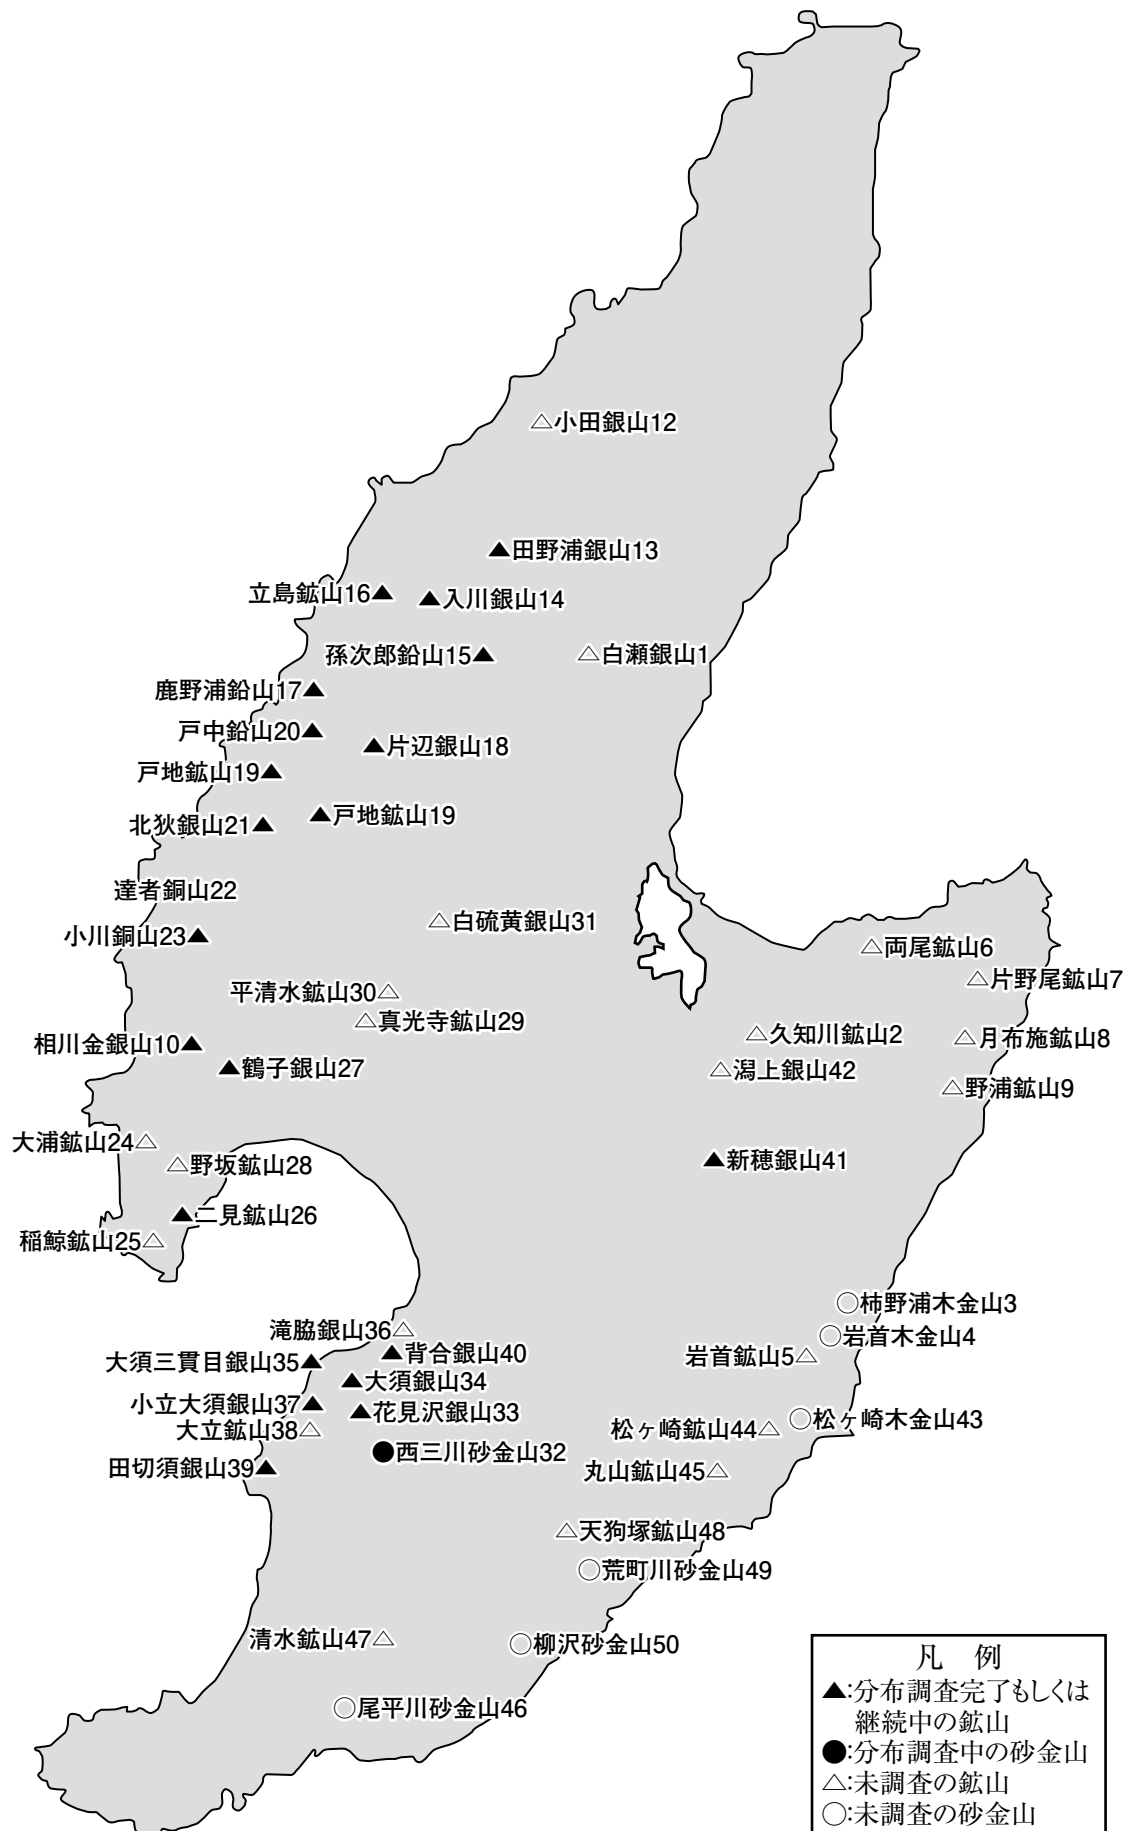 △小田銀山12
▲田野浦銀山13
立島鉱山16▲
▲入川銀山14
孫次郎鉛山15▲
△白瀬銀山1
鹿野浦鉛山17▲
戸中鉛山20▲
▲片辺銀山18
戸地鉱山19▲
▲戸地鉱山19
北狄銀山21▲
達者銅山22
△白硫黄銀山31
小川銅山23▲
△両尾鉱山6
△片野尾鉱山7
平清水鉱山30△
△真光寺鉱山29
△久知川鉱山2
△月布施鉱山8
相川金銀山10▲
▲鶴子銀山27
△潟上銀山42
△野浦鉱山9
大浦鉱山24△
△野坂鉱山28
▲新穂銀山41
▲二見鉱山26
稲鯨鉱山25△
○柿野浦木金山3
滝脇銀山36△
○岩首木金山4
▲背合銀山40
岩首鉱山5△
大須三貫目銀山35▲
▲大須銀山34
小立大須銀山37▲
▲花見沢銀山33
○松ヶ崎木金山43
大立鉱山38△
松ヶ崎鉱山44△
●西三川砂金山32
田切須銀山39▲
丸山鉱山45△
△天狗塚鉱山48
○荒町川砂金山49
清水鉱山47△
○柳沢砂金山50
○尾平川砂金山46
凡 例
▲:分布調査完了もしくは
継続中の鉱山
●:分布調査中の砂金山
△:未調査の鉱山
○:未調査の砂金山